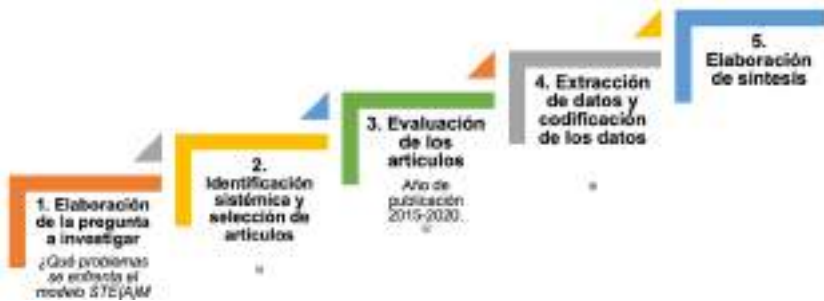 1. Elaboración
de la pregunta
a investigar
¿Qué problemas
se enfrenta el
modelo STE(A)M
2.
Identificación
sistémica y
selección de
artículos
3. Evaluación
de los
artículos
Año de
publicación
2015-2020.
4. Extracción
de datos y
codificación
de los datos
5.
Elaboración
de síntesis